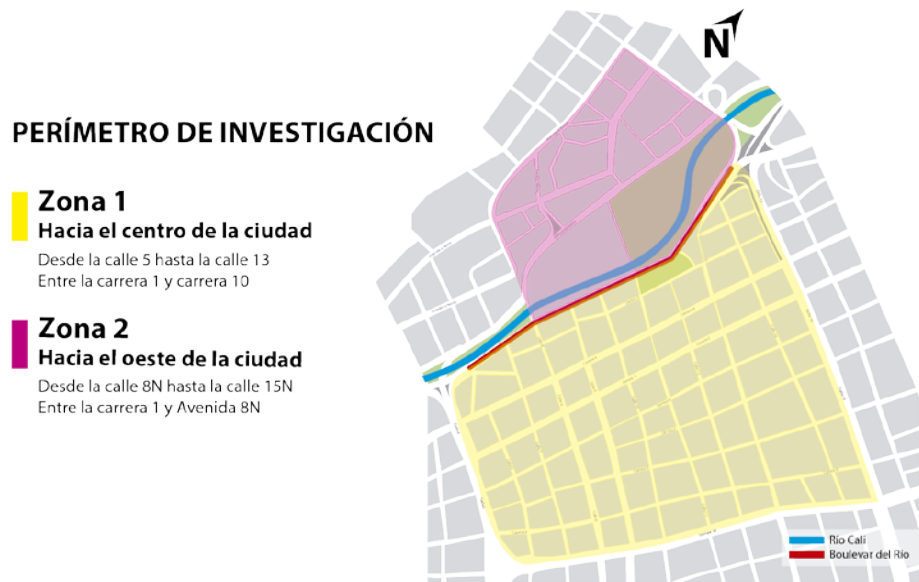 N
PERÍMETRO DE INVESTIGACIÓN
Zona 1
Hacia el centro de la ciudad
Desde la calle 5 hasta la calle 13
Entre la carrera 1 y carrera 10
Zona 2
Hacia el oeste de la ciudad
Desde la calle 8N hasta la calle 15N
Entre la carrera 1 y Avenida 8N
Río Cali
Boulevar del Río